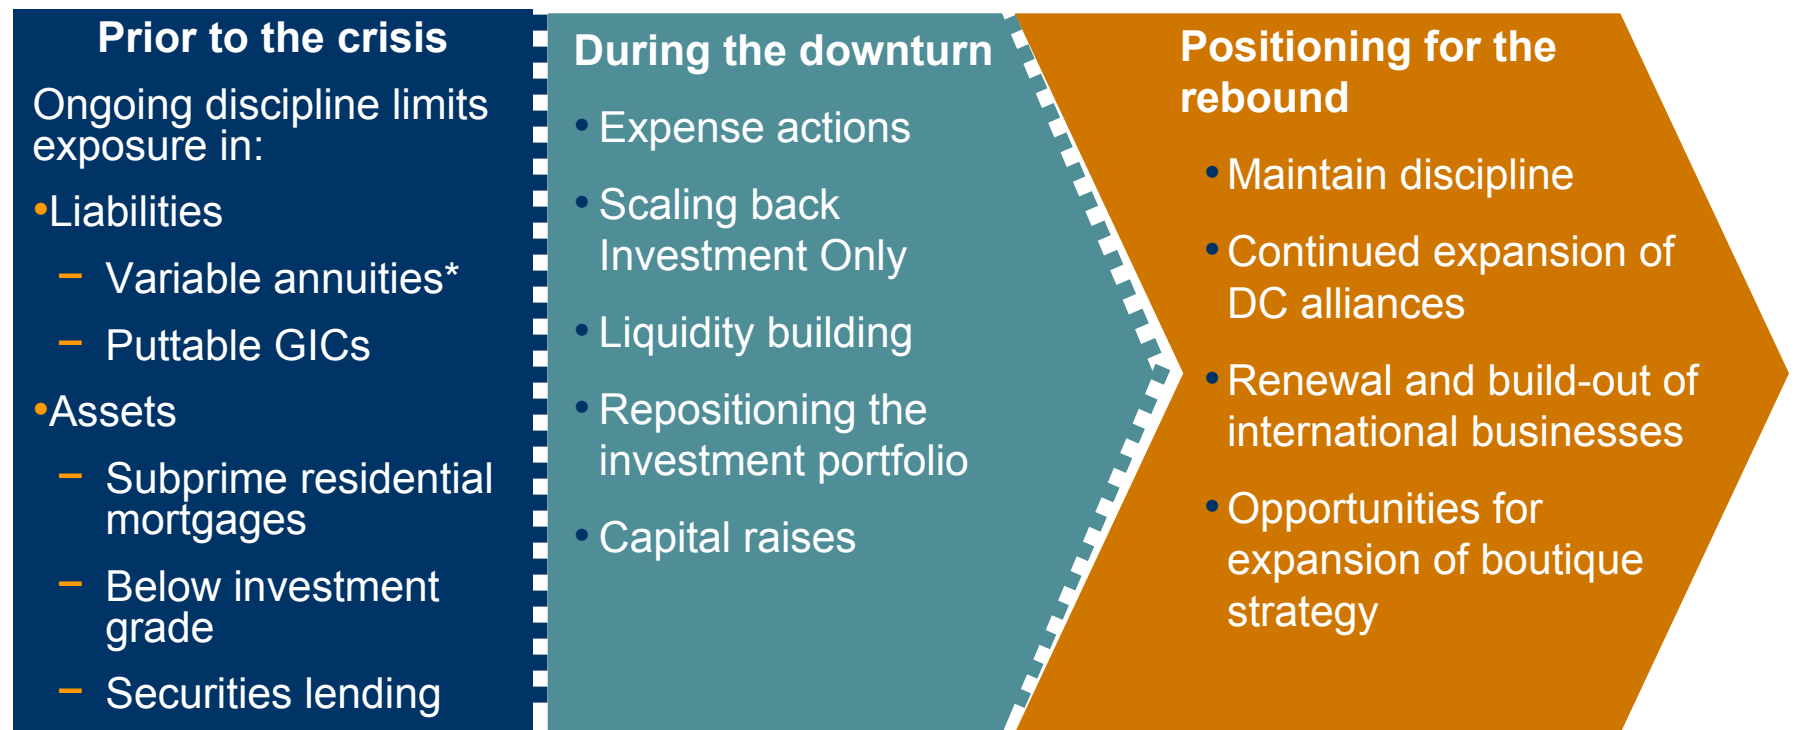 Prior to the crisis
Ongoing discipline limits
exposure in:
•Liabilities
– Variable annuities*
– Puttable GICs
•Assets
– Subprime residential
mortgages
– Below investment
grade
– Securities lending
During the downturn
• Expense actions
• Scaling back
Investment Only
• Liquidity building
• Repositioning the
investment portfolio
• Capital raises
Positioning for the
rebound
• Maintain discipline
• Continued expansion of
DC alliances
• Renewal and build-out of
international businesses
• Opportunities for
expansion of boutique
strategy